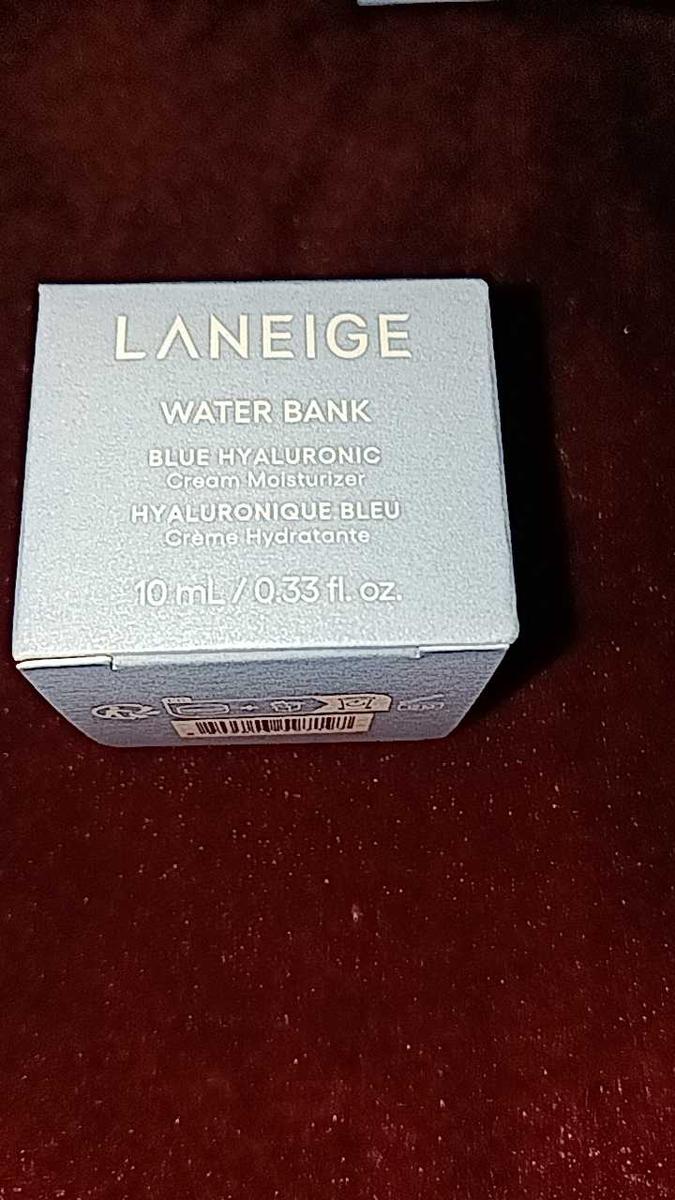 LANEIGE
WATER BANK
BLUE HYALURONIC
Cream Moisturizer
HYALURONIQUE BLEU
Crème Hydratante
10 mL / 0.33 fl. oz.